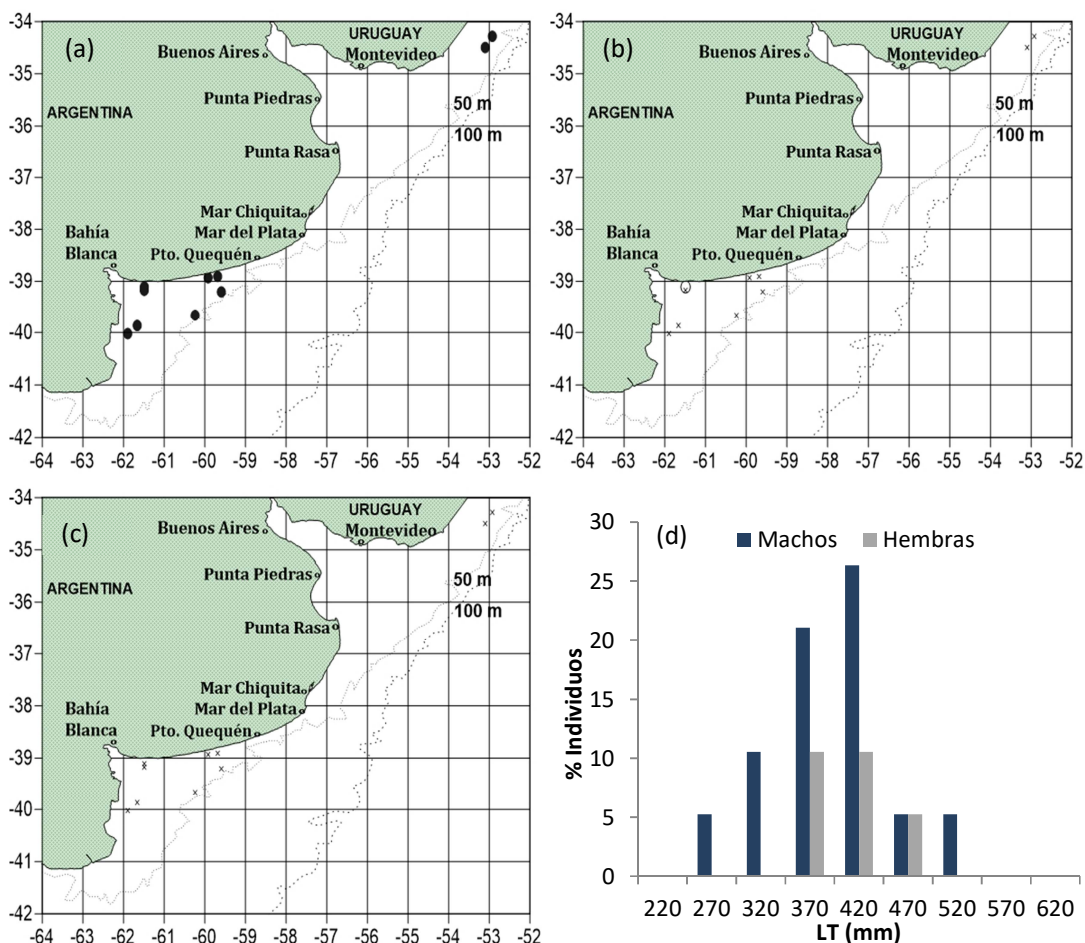 (a)
-34
-35
-36
-37
-38
-39
-40
-41
-42
-64 -63 -62 -61 -60 -59 -58 -57 -56 -55 -54 -53 -52
URUGUAY
Buenos Aires
Montevideo
Punta Piedras
50 m
ARGENTINA
100 m
Punta Rasa
Mar Chiquita
Bahía
Blanca
Mar del Plata
Pto. Quequén
(b)
-34
-35
-36
-37
-38
-39
-40
-41
-42
-64 -63 -62 -61 -60 -59 -58 -57 -56 -55 -54 -53 -52
URUGUAY
Buenos Aires
Montevideo
Punta Piedras
50 m
ARGENTINA
100 m
Punta Rasa
Mar Chiquita
Bahía
Blanca
Mar del Plata
Pto. Quequén
(c)
-34
-35
-36
-37
-38
-39
-40
-41
-42
-64 -63 -62 -61 -60 -59 -58 -57 -56 -55 -54 -53 -52
URUGUAY
Buenos Aires
Montevideo
Punta Piedras
50 m
ARGENTINA
100 m
Punta Rasa
Mar Chiquita
Bahía
Blanca
Mar del Plata
Pto. Quequén
(d)
Machos Hembras
% Individuos
30
25
20
15
10
5
0
220 270 320 370 420 470 520 570 620
LT (mm)